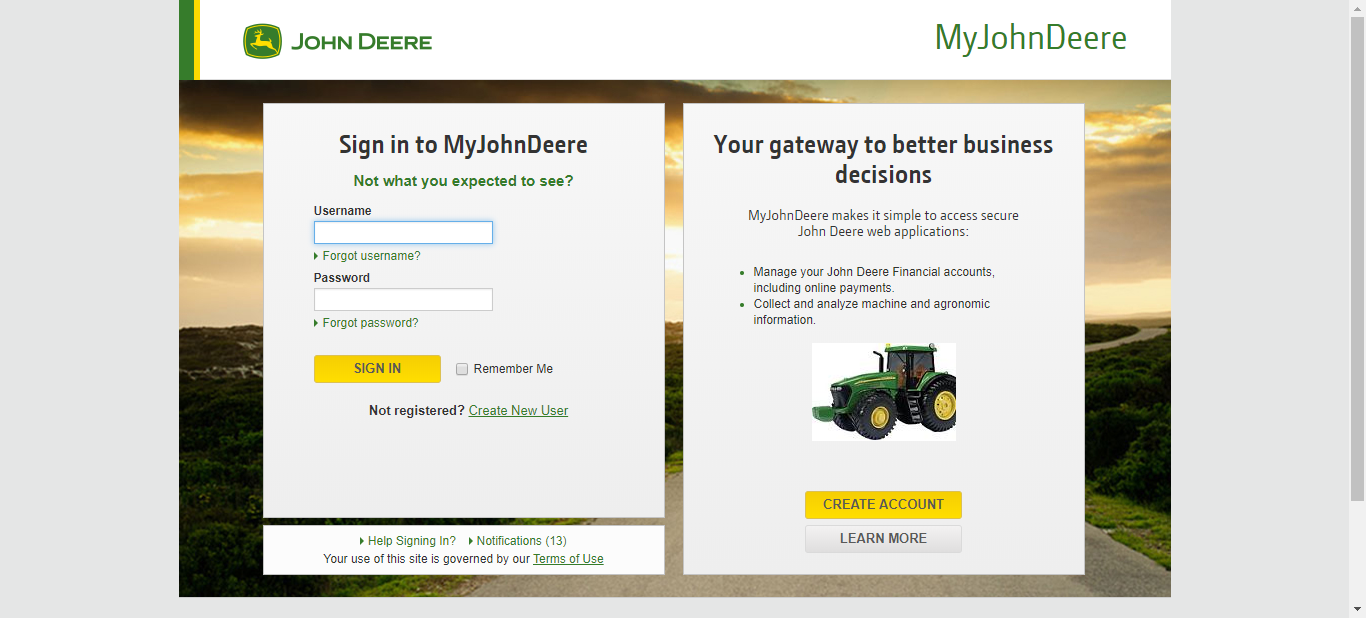 JOHN DEERE
MyJohnDeere
Sign in to MyJohnDeere
Not what you expected to see?
Username
Forgot username?
Password
Forgot password?
SIGN IN
Remember Me
Not registered? Create New User
Help Signing In?
Notifications (13)
Your use of this site is governed by our Terms of Use
Your gateway to better business
decisions
MyJohnDeere makes it simple to access secure
John Deere web applications:
Manage your John Deere Financial accounts,
including online payments.
Collect and analyze machine and agronomic
information.
CREATE ACCOUNT
LEARN MORE